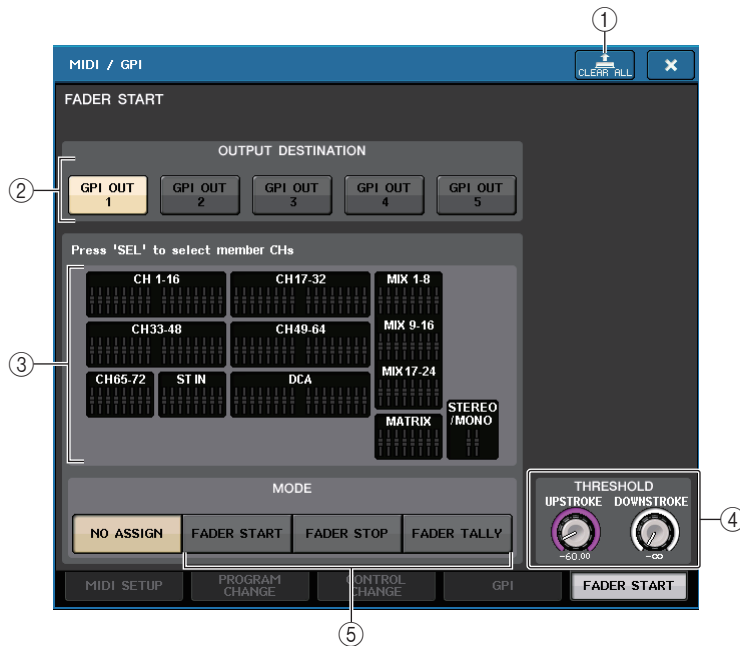 ①
MIDI / GPI
CLEAR ALL
×
FADER START
②
OUTPUT DESTINATION
GPI OUT 1
GPI OUT 2
GPI OUT 3
GPI OUT 4
GPI OUT 5
Press 'SEL' to select member CHs
③
CH 1-16
CH17-32
MIX 1-8
CH33-48
CH49-64
MIX 9-16
CH65-72
ST IN
DCA
MIX17-24
MATRIX
STEREO
/MONO
MODE
NO ASSIGN
FADER START
FADER STOP
FADER TALLY
THRESHOLD
UPSTROKE
DOWNSTROKE
-60.00
-∞
④
MIDI SETUP
PROGRAM
CHANGE
CONTROL
CHANGE
GPI
FADER START
⑤